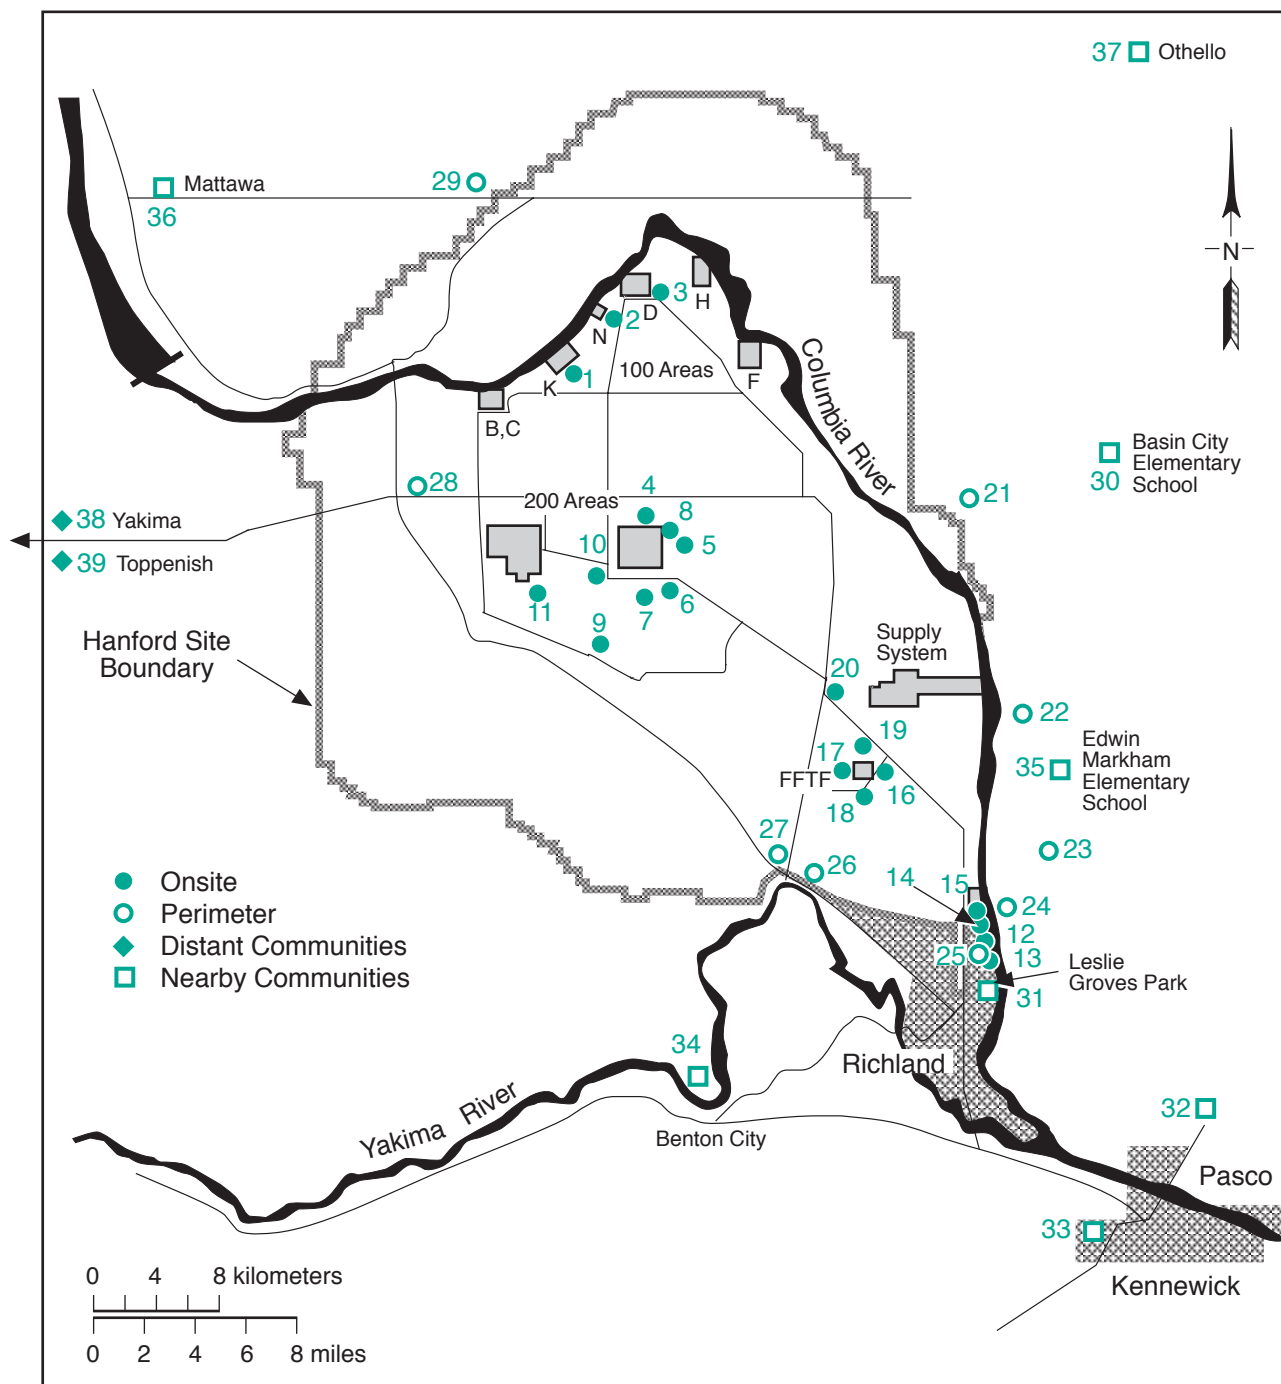 37 Othello
29
Mattawa
36
N
3
H
D
2
N
100 Areas
F
1
K
B,C
Columbia River
Basin City
Elementary
30 School
28
21
4
200 Areas
8
38 Yakima
10
5
39 Toppenish
6
11
7
9
Hanford Site
Boundary
Supply
System
20
22
19
Edwin
Markham
Elementary
School
35
17
FFTF
16
18
27
23
26
14
15
24
12
25
13
Leslie
Groves Park
31
Onsite
Perimeter
Distant Communities
Nearby Communities
34
Richland
Yakima River
Benton City
32
Pasco
33
Kennewick
0 4 8 kilometers
0 2 4 6 8 miles